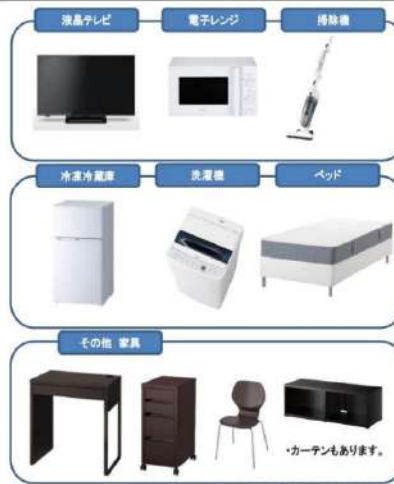 液晶テレビ
電子レンジ
掃除機
冷凍冷蔵庫
洗濯機
ベッド
その他 家具
・カーテンもあります。